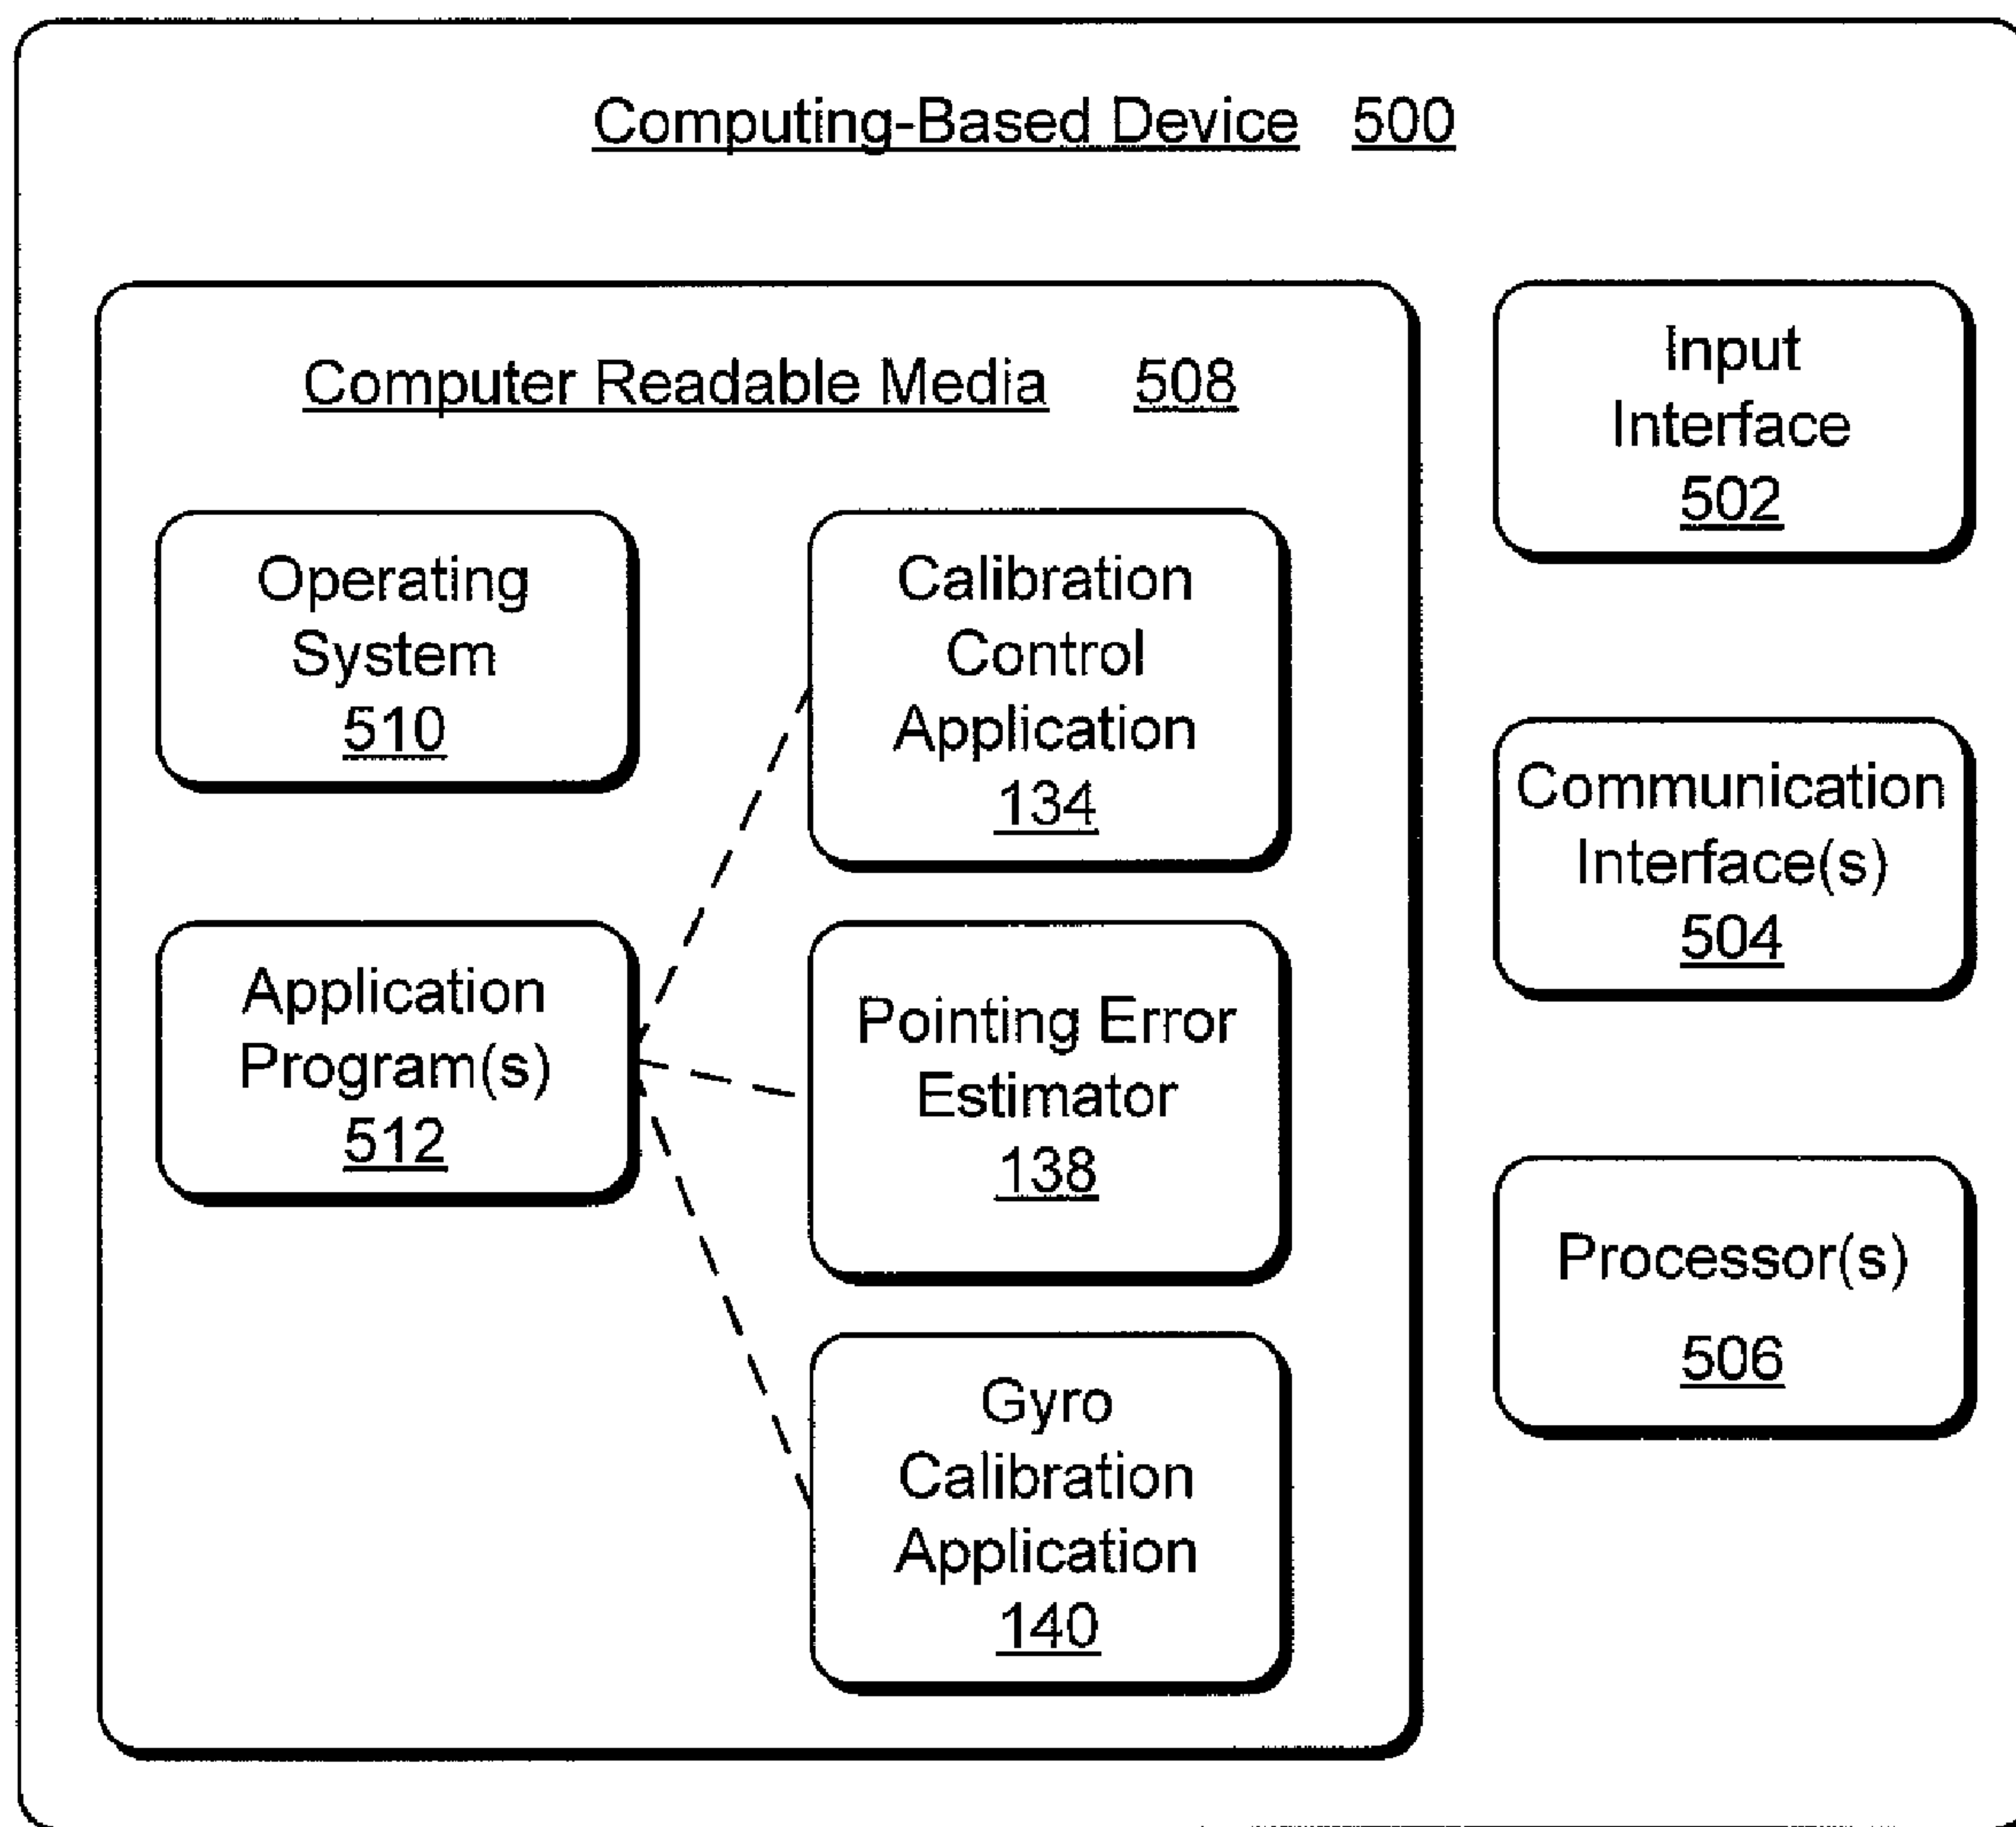 Computing-Based Device 500
Computer Readable Media 508
Operating
System
510
Application
Program(s)
512
Calibration
Control
Application
134
Pointing Error
Estimator
138
Gyro
Calibration
Application
140
Input
Interface
502
Communication
Interface(s)
504
Processor(s)
506